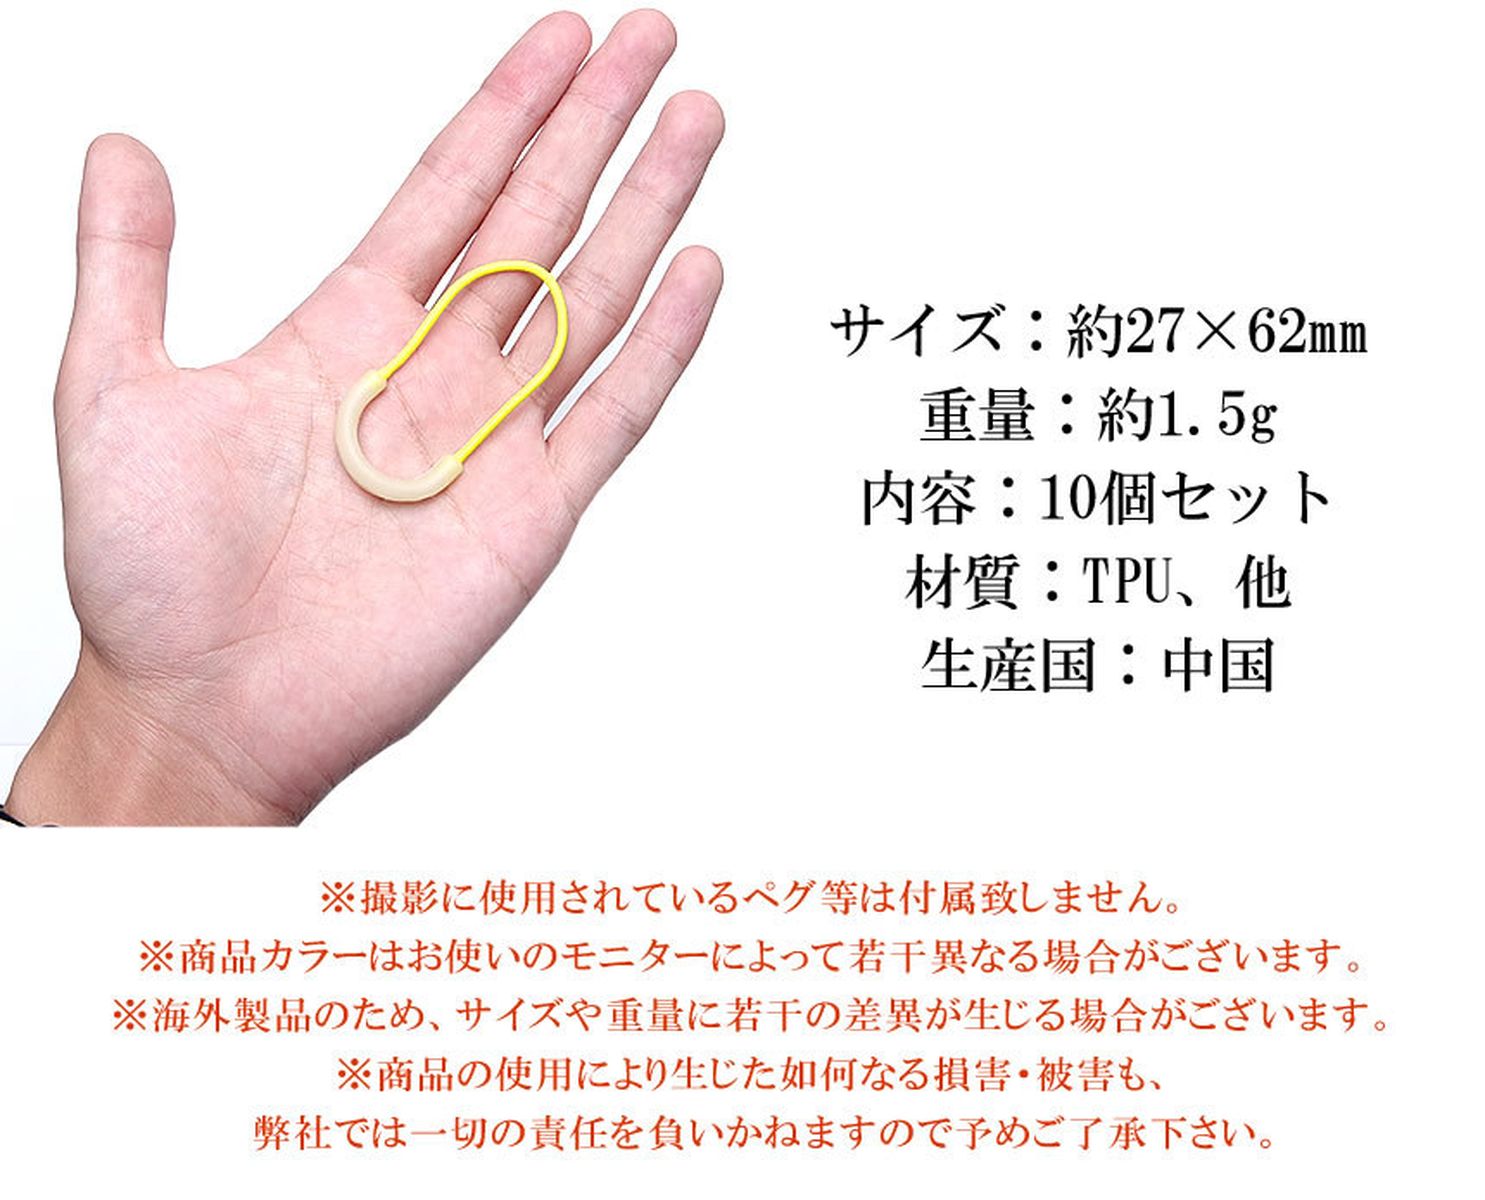 サイズ：約27×62mm
重量：約1.5g
内容：10個セット
材質：TPU、他
生産国：中国
※撮影に使用されているペグ等は付属致しません。
※商品カラーはお使いのモニターによって若干異なる場合がございます。
※海外製品のため、サイズや重量に若干の差異が生じる場合がございます。
※商品の使用により生じた如何なる損害・被害も、
弊社では一切の責任を負いかねますので予めご了承下さい。